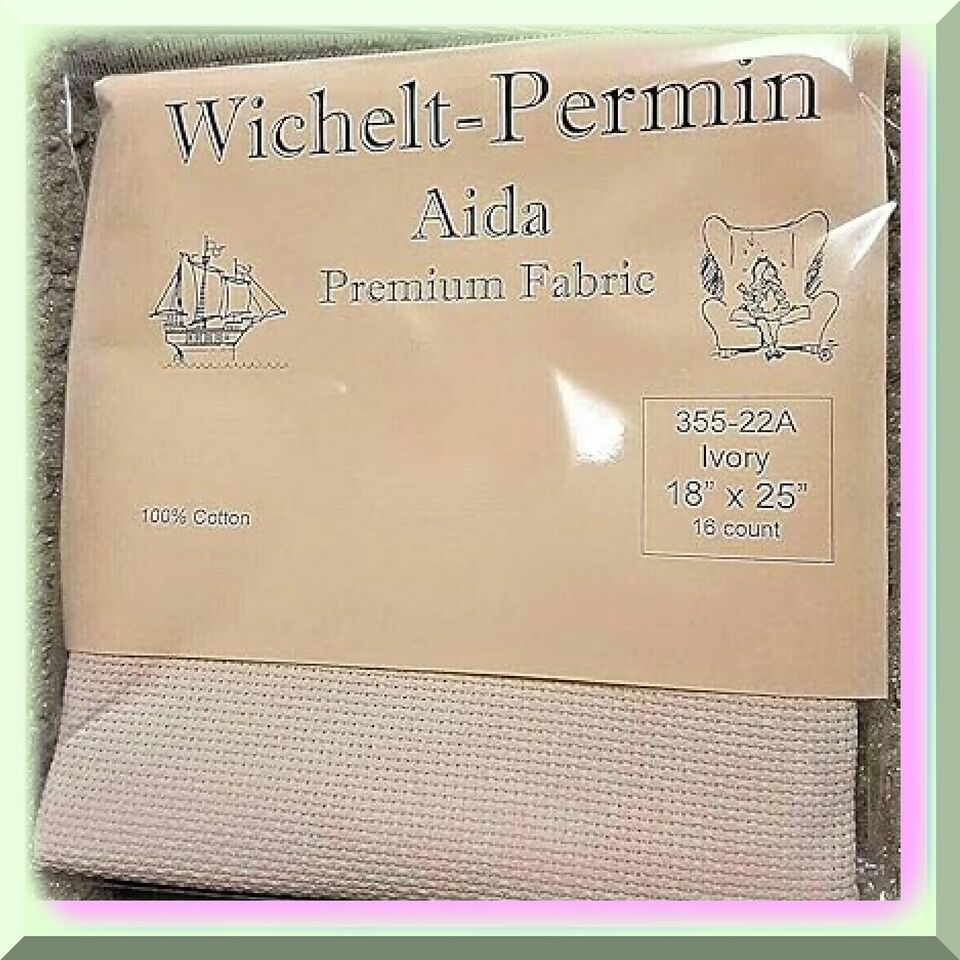 Wichelt-Permin
Aida
Premium Fabric
355-22A
Ivory
18” x 25”
16 count
100% Cotton